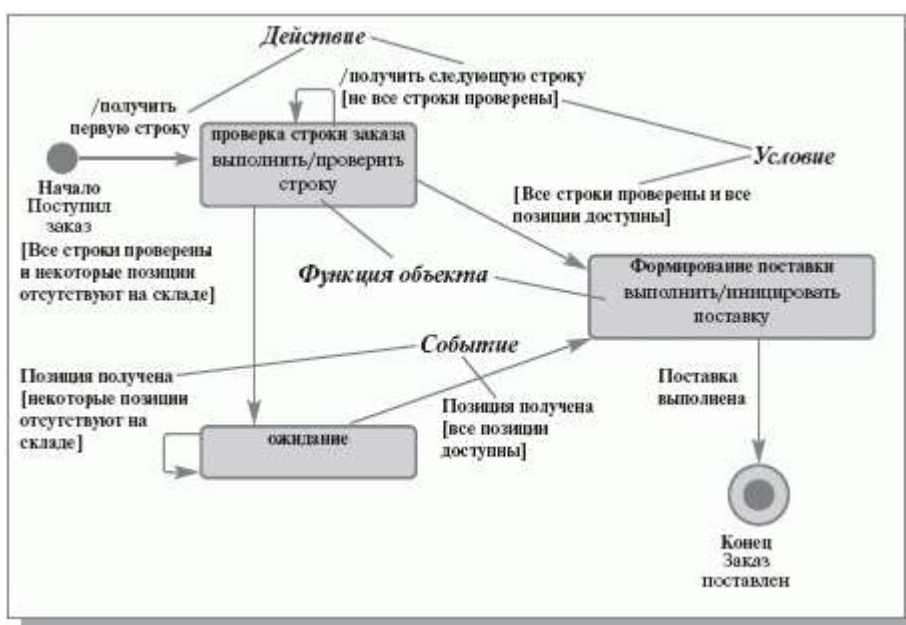 Действие
/получить следующую строку
[не все строки проверены]
/получить
первую строку
проверка строки заказа
выполнить/проверить
строку
Условие
Начало
Поступил
заказ
[Все строки проверены и все
позиции доступны]
[Все строки проверены
и некоторые позиции
отсутствуют на складе]
Функция объекта
Формирование поставки
выполнить/инициировать
поставку
Событие
Позиция получена
[некоторые позиции
отсутствуют на
складе]
Поставка
выполнена
Позиция получена
[все позиции
доступны]
ожидание
Конец
Заказ
поставлен